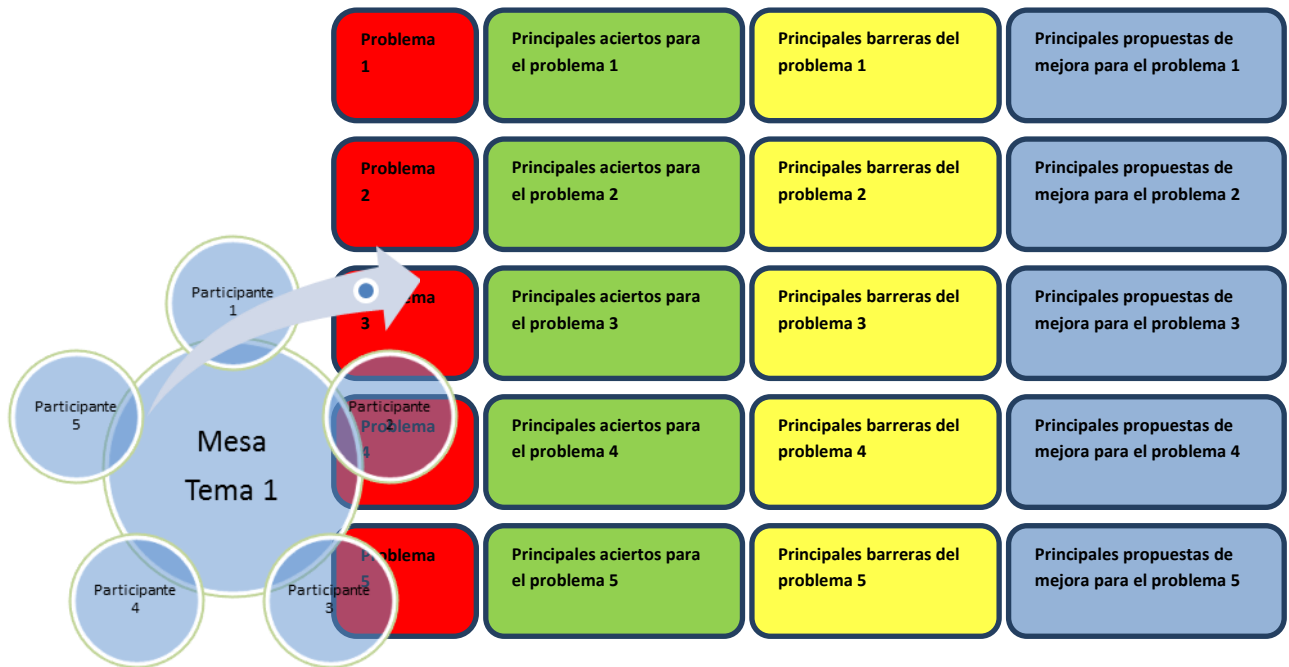 Problema
1
Principales aciertos para
el problema 1
Principales barreras del
problema 1
Principales propuestas de
mejora para el problema 1
Problema
2
Principales aciertos para
el problema 2
Principales barreras del
problema 2
Principales propuestas de
mejora para el problema 2
Problema
3
Principales aciertos para
el problema 3
Principales barreras del
problema 3
Principales propuestas de
mejora para el problema 3
Problema
4
Principales aciertos para
el problema 4
Principales barreras del
problema 4
Principales propuestas de
mejora para el problema 4
Problema
5
Principales aciertos para
el problema 5
Principales barreras del
problema 5
Principales propuestas de
mejora para el problema 5
Participante
1
Participante
2
Participante
3
Participante
4
Participante
5
Mesa
Tema 1